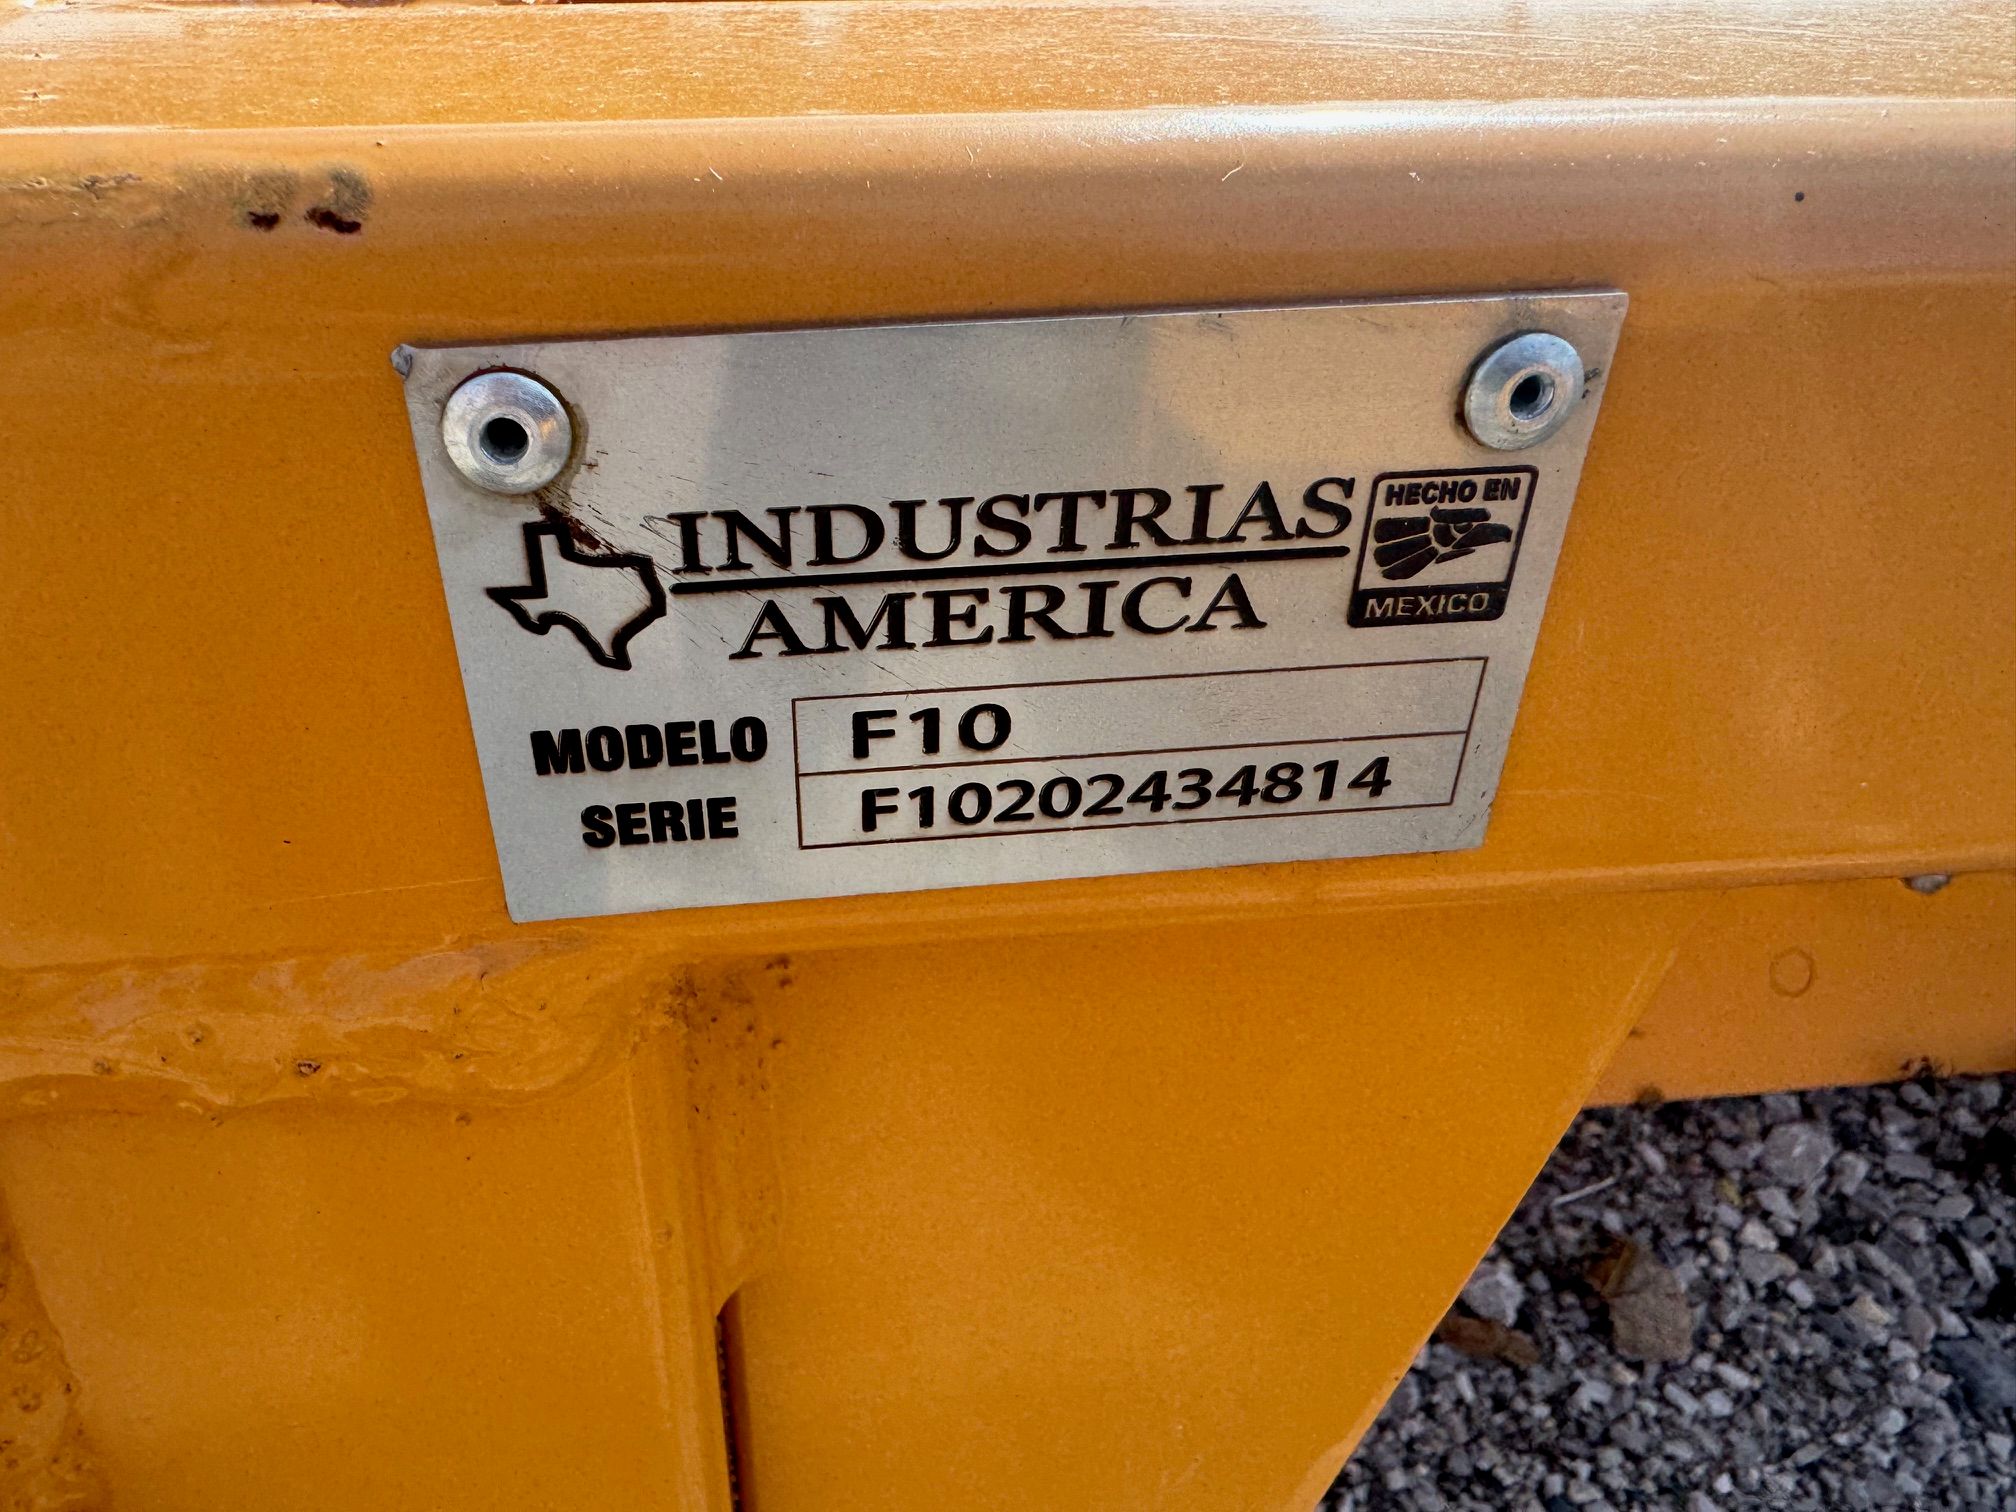 INDUSTRIAS
AMERICA
HECHO EN
MEXICO
MODELO F10
SERIE F10202434814